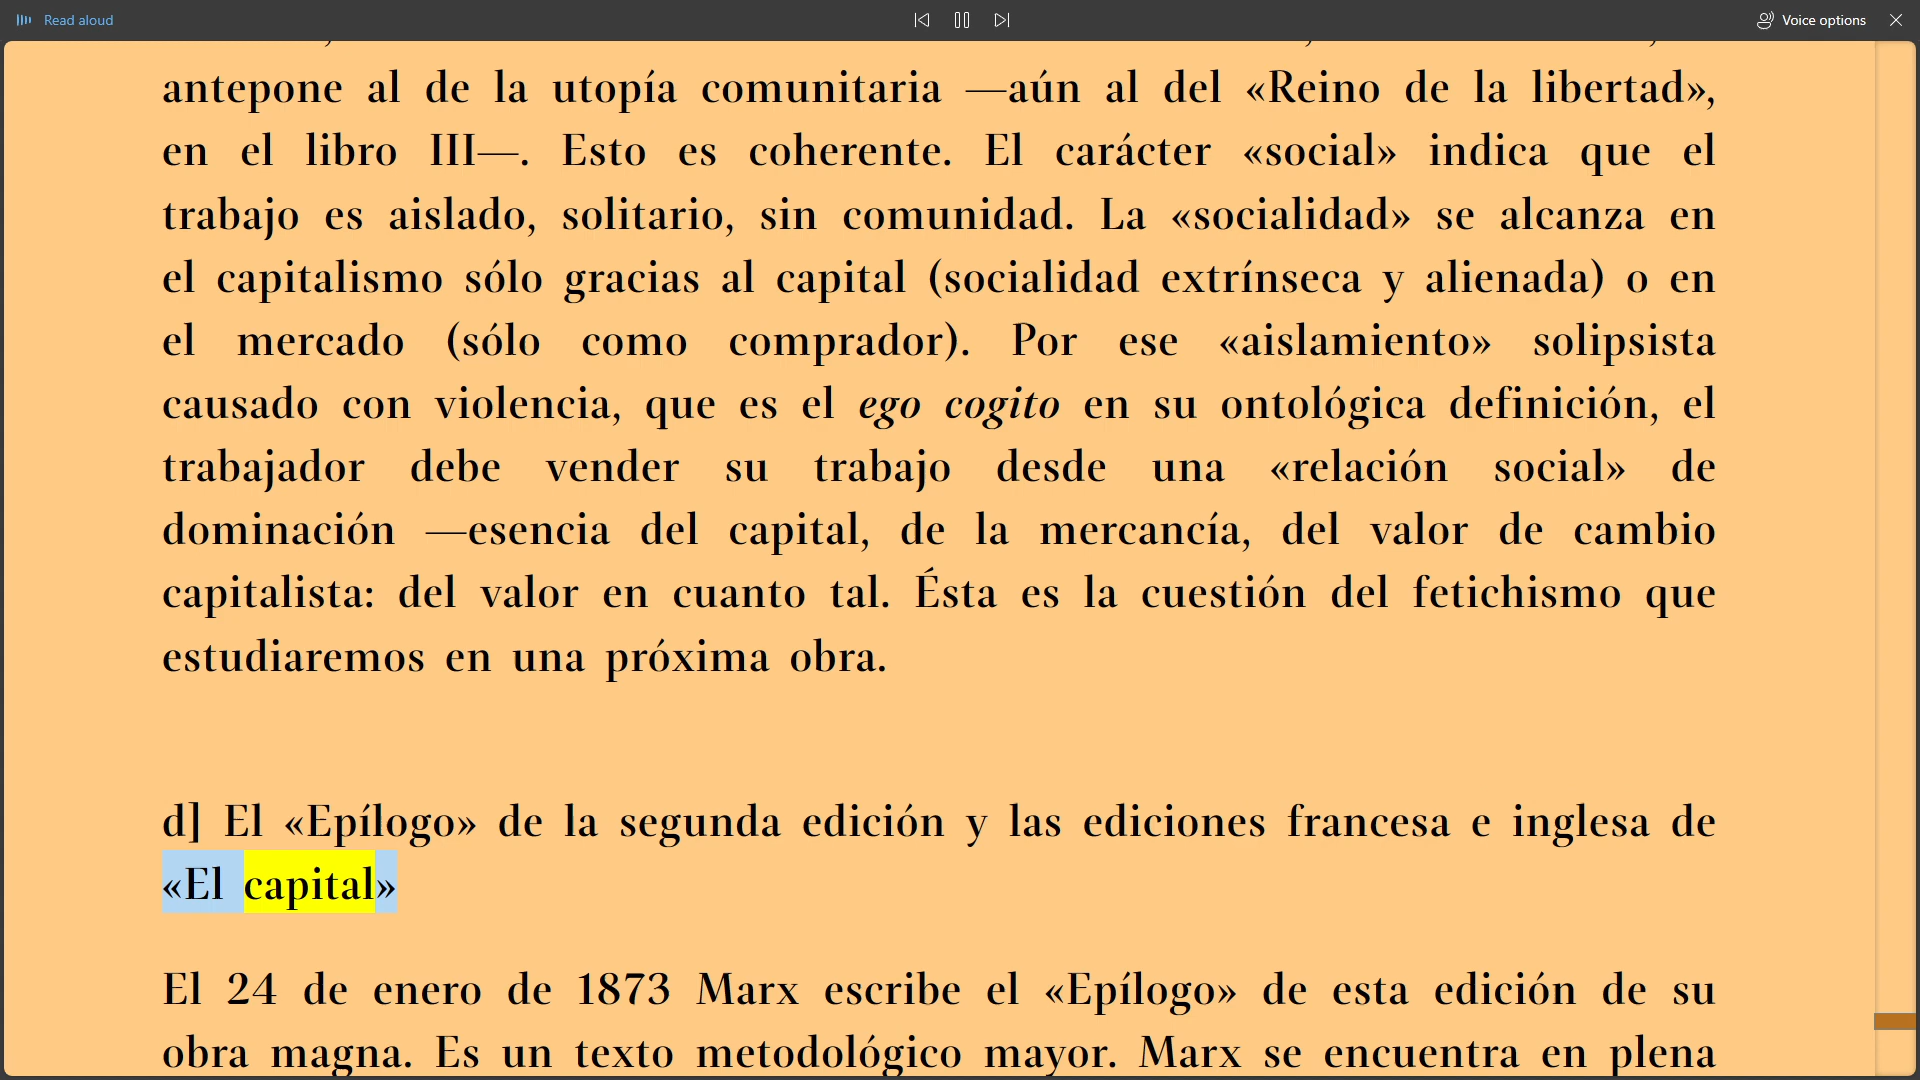 Read aloud
Voice options
antepone al de la utopía comunitaria —aún al del «Reino de la libertad»,
en el libro III—. Esto es coherente. El carácter «social» indica que el
trabajo es aislado, solitario, sin comunidad. La «socialidad» se alcanza en
el capitalismo sólo gracias al capital (socialidad extrínseca y alienada) o en
el mercado (sólo como comprador). Por ese «aislamiento» solipsista
causado con violencia, que es el ego cogito en su ontológica definición, el
trabajador debe vender su trabajo desde una «relación social» de
dominación —esencia del capital, de la mercancía, del valor de cambio
capitalista: del valor en cuanto tal. Ésta es la cuestión del fetichismo que
estudiaremos en una próxima obra.
d] El «Epílogo» de la segunda edición y las ediciones francesa e inglesa de
«El capital»
El 24 de enero de 1873 Marx escribe el «Epílogo» de esta edición de su
obra magna. Es un texto metodológico mayor. Marx se encuentra en plena